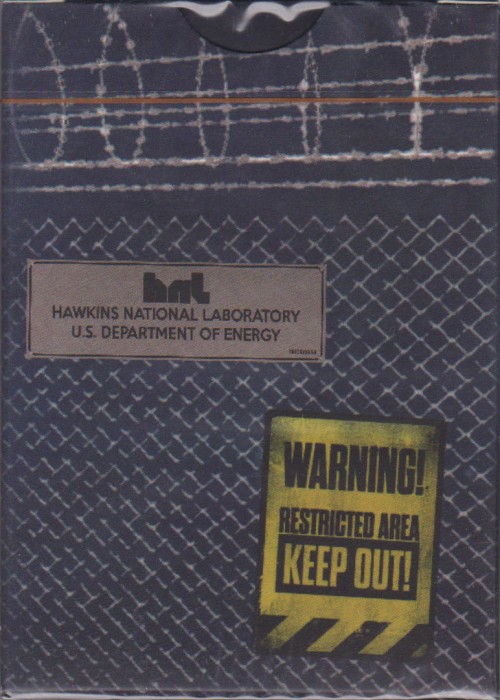 hnl
HAWKINS NATIONAL LABORATORY
U.S. DEPARTMENT OF ENERGY
WARNING!
RESTRICTED AREA
KEEP OUT!